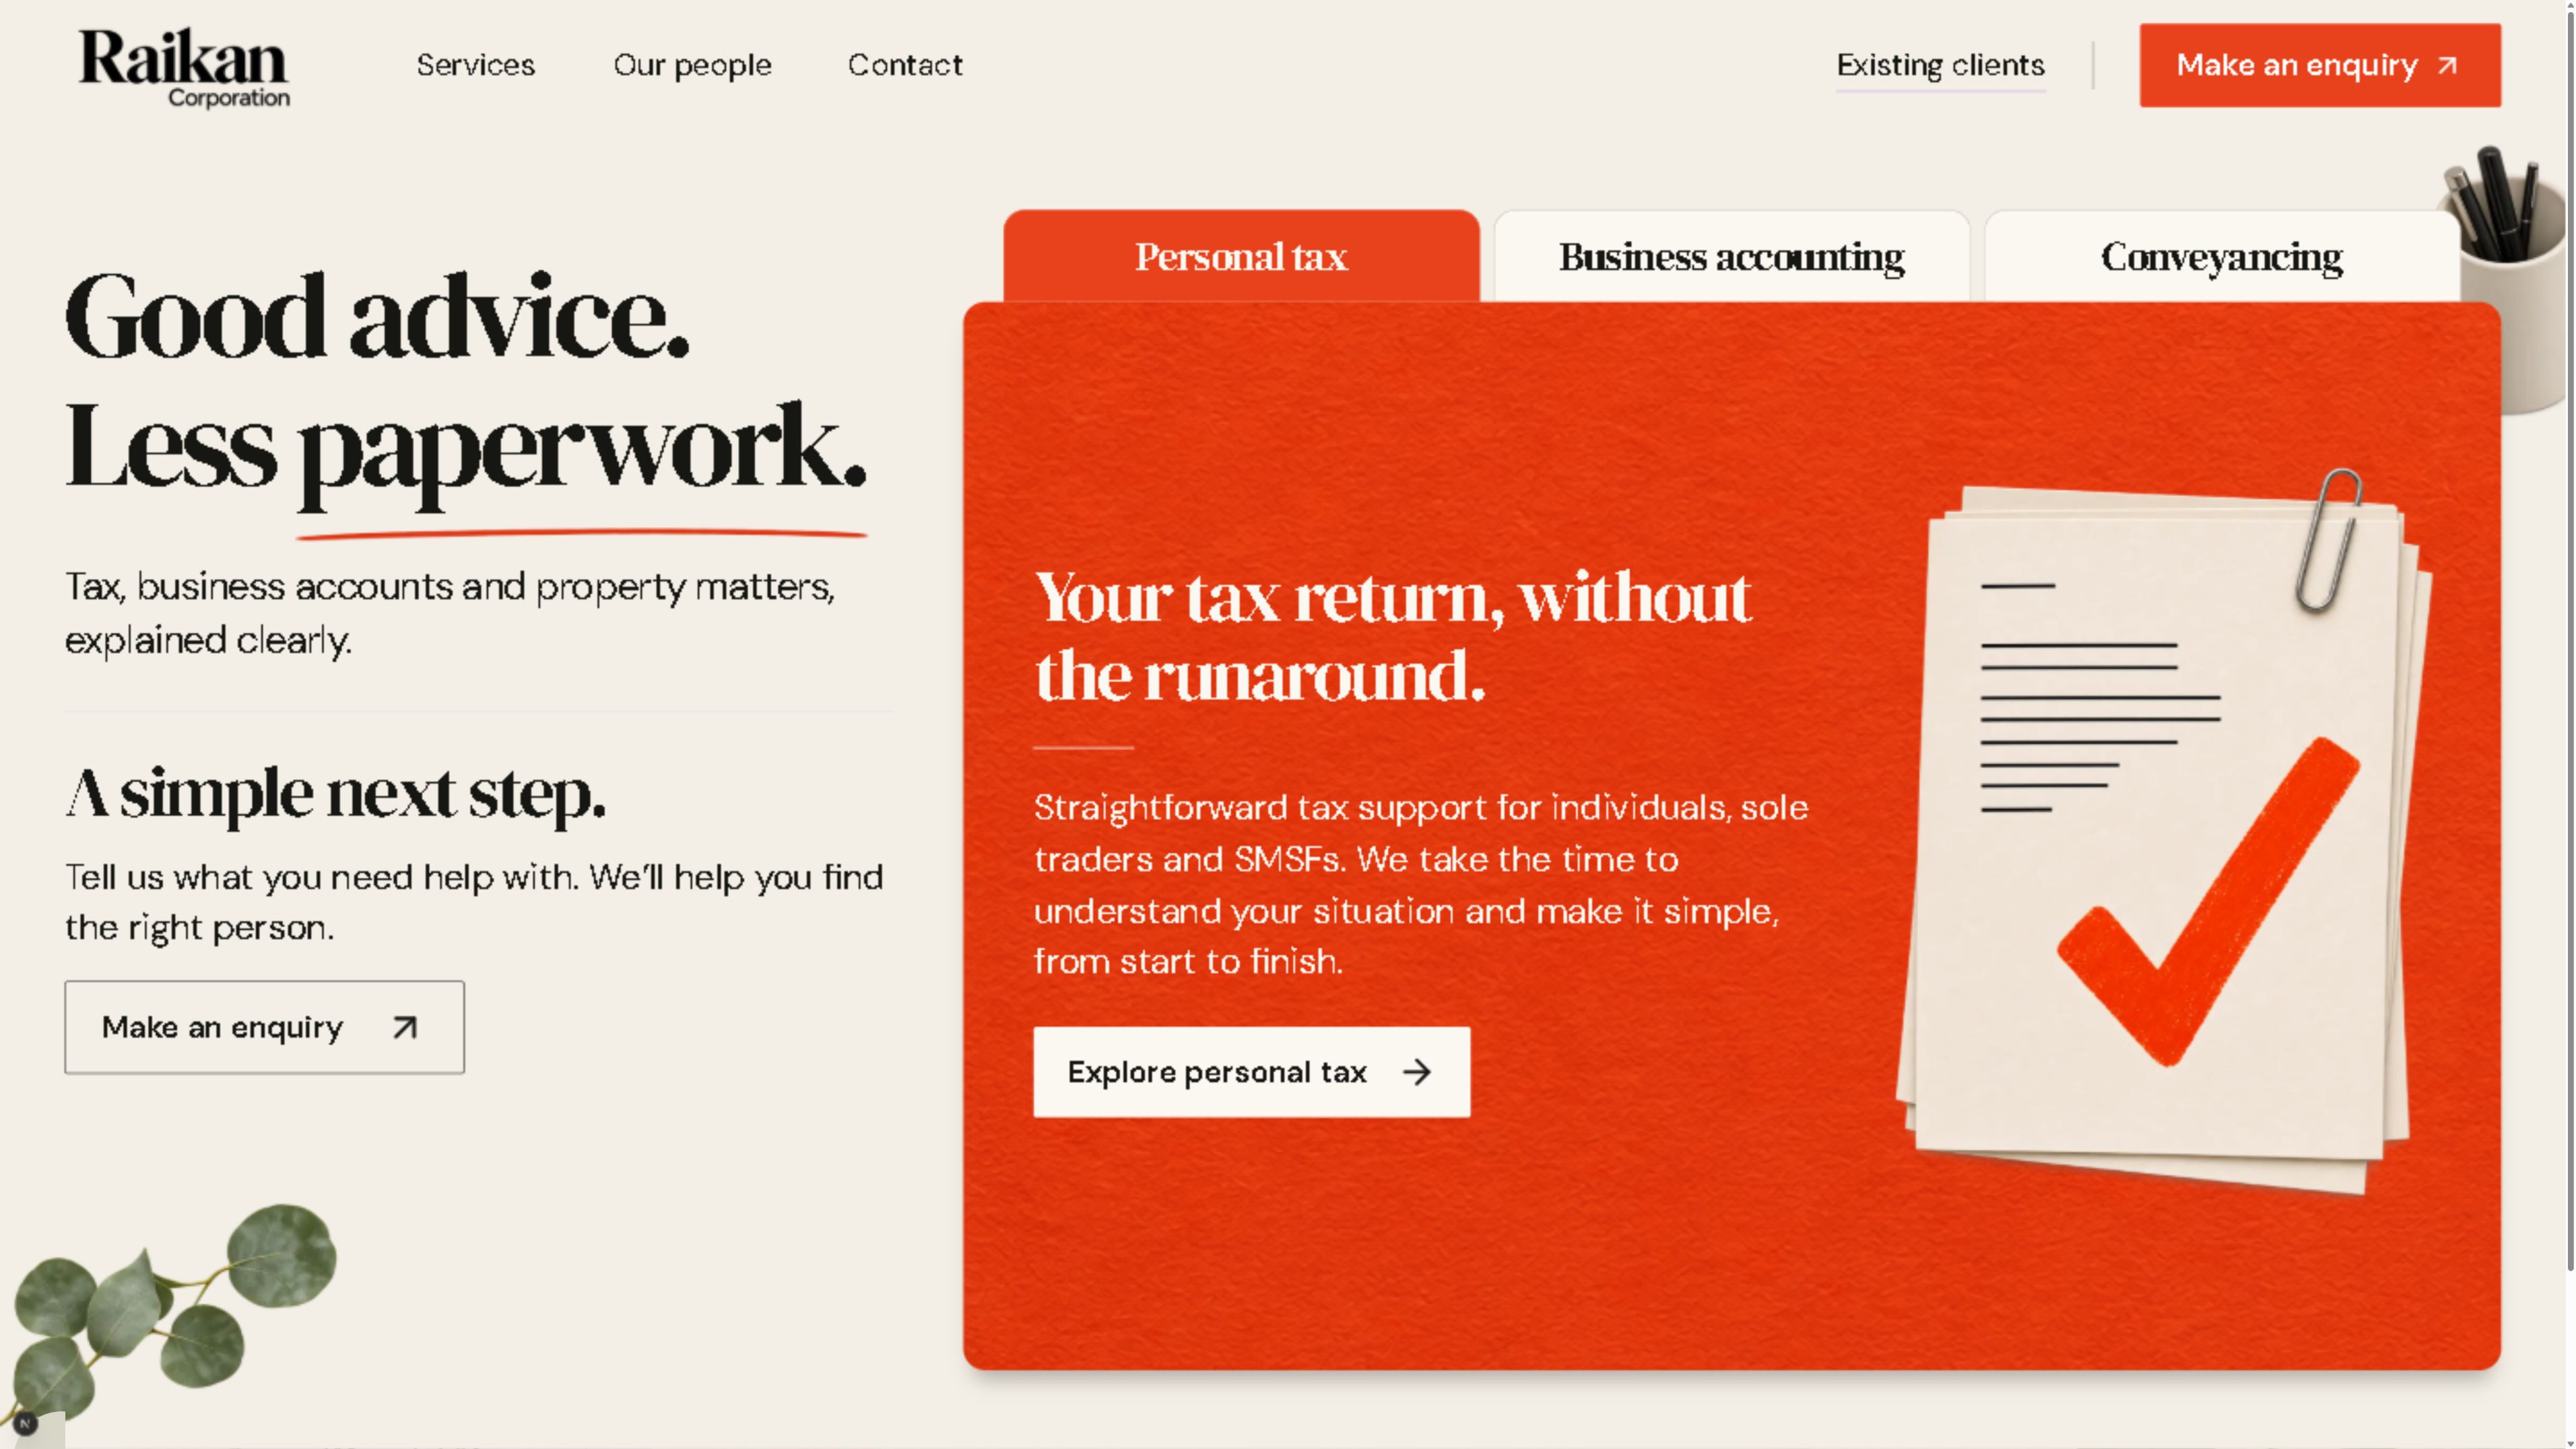 Raikan
Corporation
Services
Our people
Contact
Existing clients
Make an enquiry
Good advice.
Less paperwork.
Tax, business accounts and property matters,
explained clearly.
A simple next step.
Tell us what you need help with. We’ll help you find
the right person.
Make an enquiry
Personal tax
Business accounting
Conveyancing
Your tax return, without
the runaround.
Straightforward tax support for individuals, sole
traders and SMSFs. We take the time to
understand your situation and make it simple,
from start to finish.
Explore personal tax
N